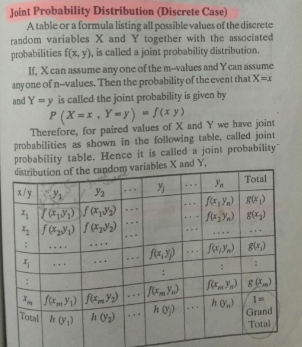 Joint Probability Distribution (Discrete Case)
A table or a formula listing all possible values of the discrete
random variables X and Y together with the associated
probabilities f(x, y), is called a joint probability distribution.
If, X can assume any one of the m-values and Y can assume
any one of n-values. Then the probability of the event that X=x
and Y = y is called the joint probability is given by
P (X=x , Y=y) = f(x y)
Therefore, for paired values of X and Y we have joint
probabilities as shown in the following table, called joint
probability table. Hence it is called a joint probability
distribution of the random variables X and Y,
x/y y₁ y₂ ... yⱼ ... yₙ Total
x₁ f(x₁,y₁) f(x₁,y₂) ... ... f(x₁,yₙ) g(x₁)
x₂ f(x₂,y₁) f(x₂,y₂) ... ... f(x₂,yₙ) g(x₂)
: .... .... .... ....
xᵢ .... .... f(xᵢ,yⱼ) f(xᵢ,yₙ) g(xᵢ)
: : : :
xₘ f(xₘ,y₁) f(xₘ,y₂) ... f(xₘ,yₙ) ... f(xₘ,yₙ) g(xₘ)
Total h (y₁) h (y₂) ... h (yⱼ) ... h (yₙ) 1=
Grand
Total